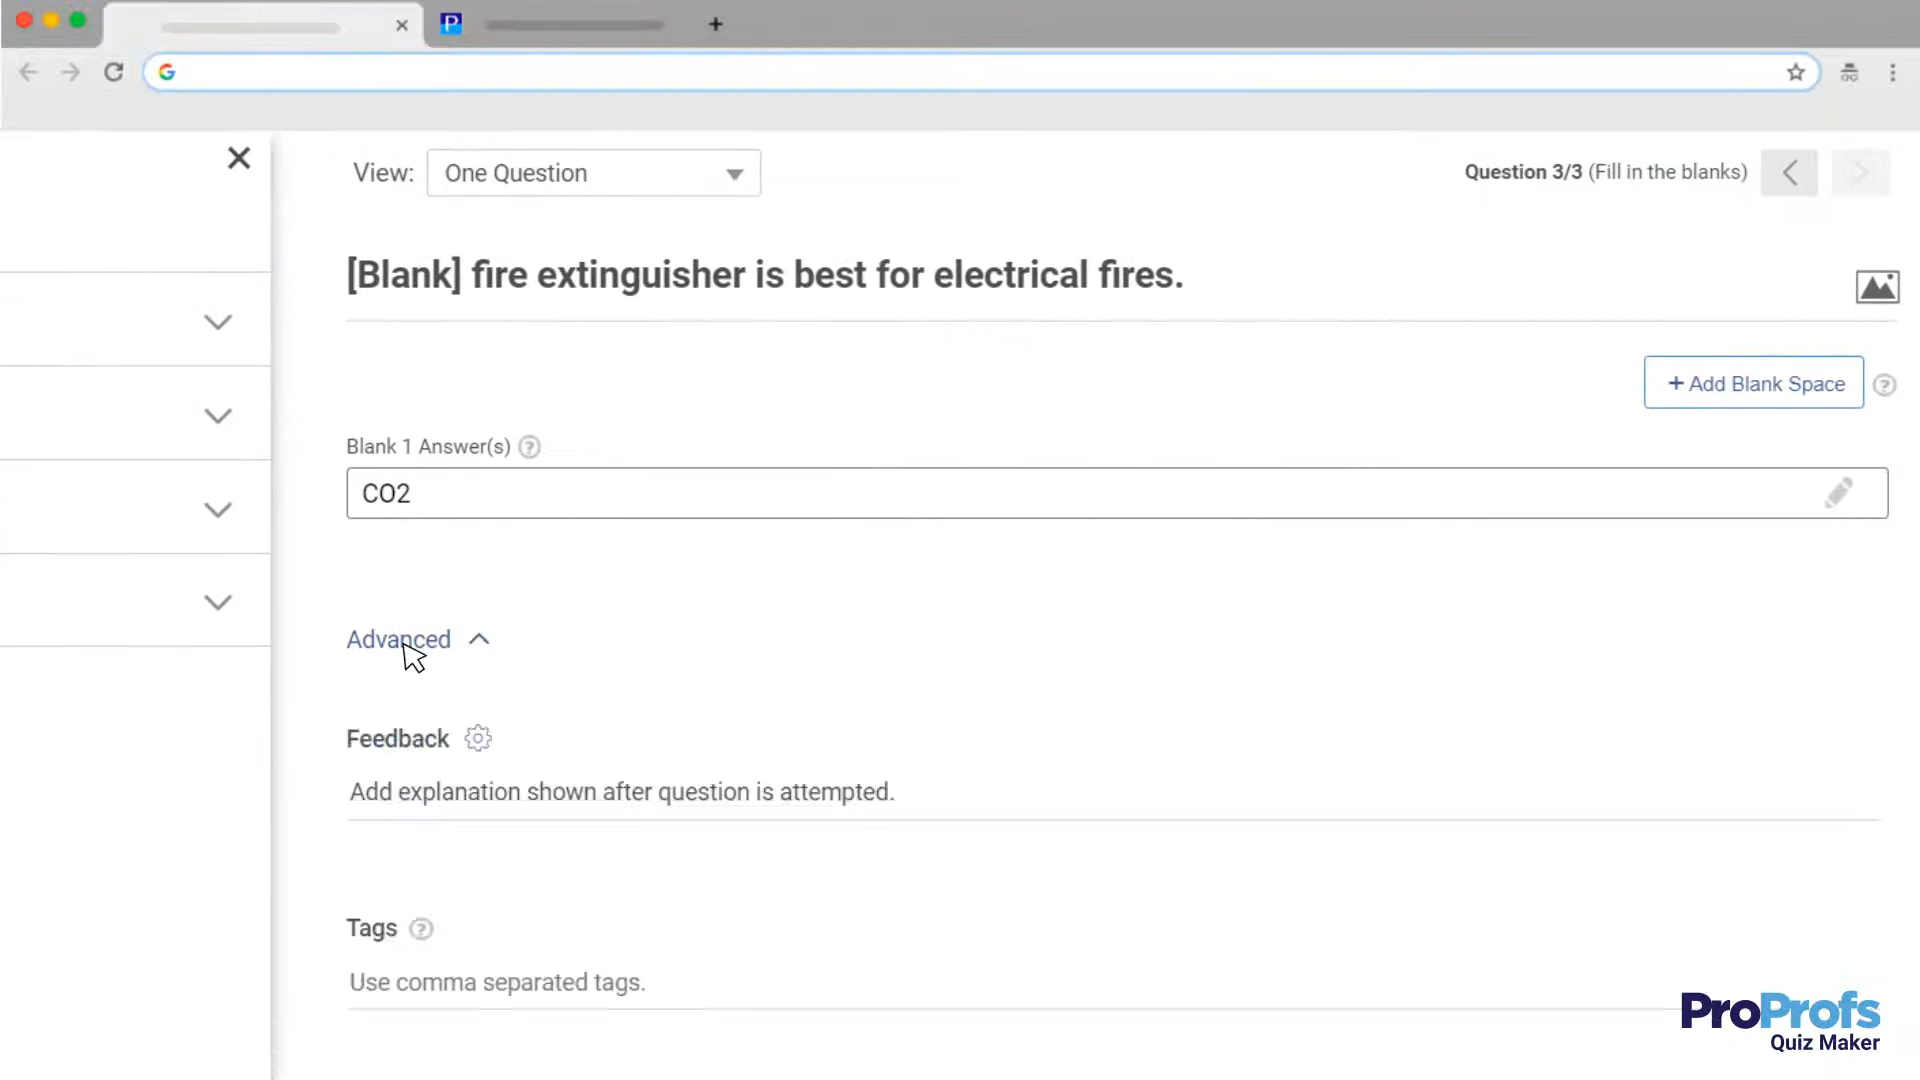 View:
One Question
Question 3/3 (Fill in the blanks)
[Blank] fire extinguisher is best for electrical fires.
+ Add Blank Space
?
Blank 1 Answer(s) ?
CO2
Advanced
Feedback
Add explanation shown after question is attempted.
Tags ?
Use comma separated tags.
ProProfs
Quiz Maker